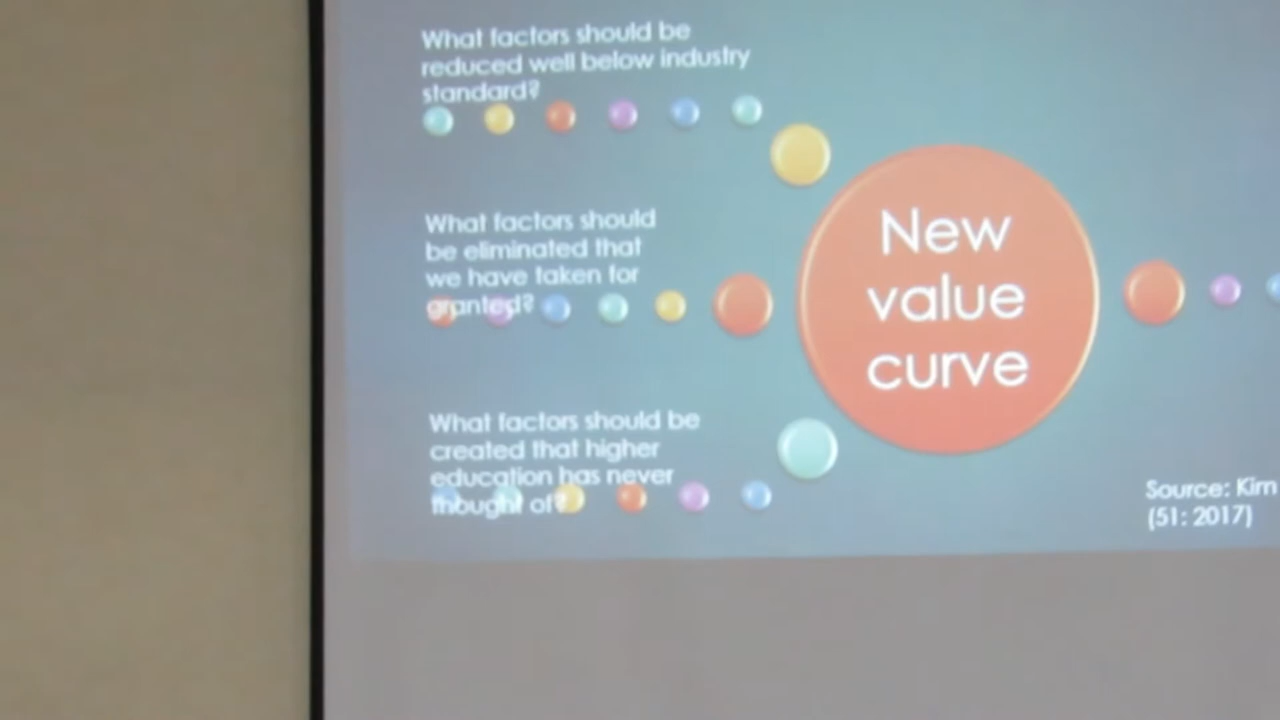 What factors should be
reduced well below industry
standard?
What factors should
be eliminated that
we have taken for
granted?
What factors should be
created that higher
education has never
thought of?
New
value
curve
Source: Kim
(51: 2017)